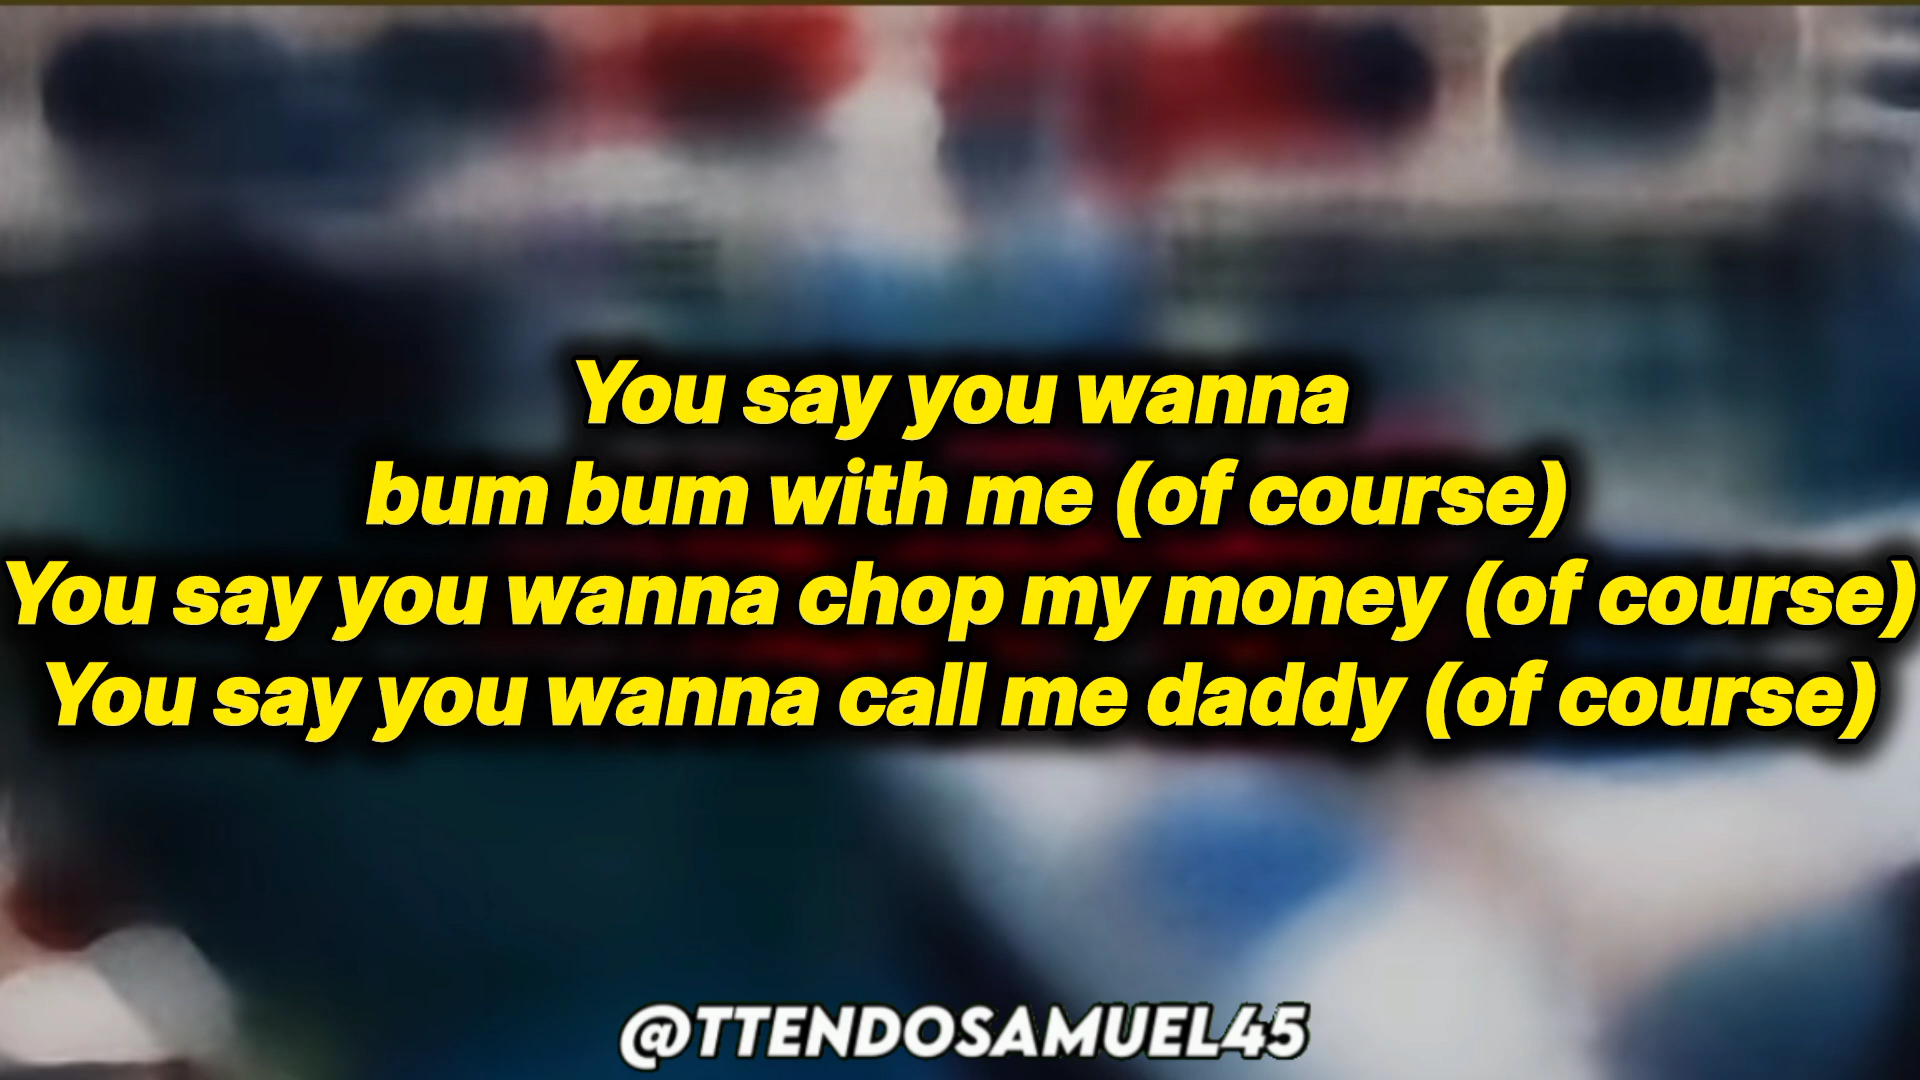 You say you wanna
bum bum with me (of course)
You say you wanna chop my money (of course)
You say you wanna call me daddy (of course)
@TTENDOSAMUEL45